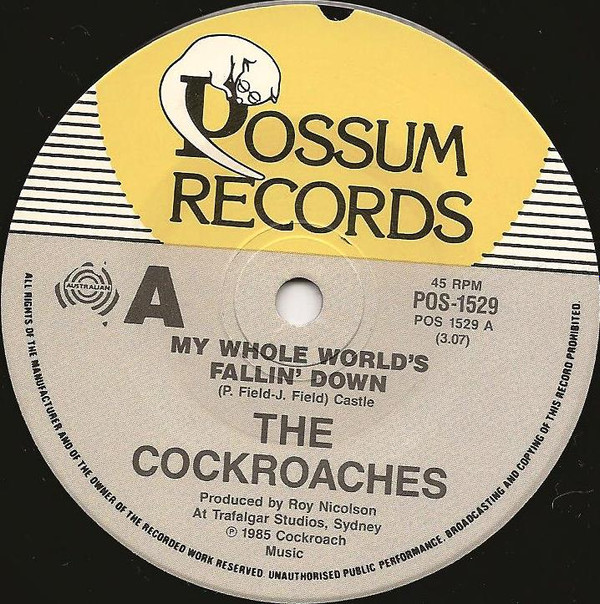 POSSUM
RECORDS
AUSTRALIAN
A
45 RPM
POS-1529
POS 1529 A
(3.07)
MY WHOLE WORLD'S
FALLIN' DOWN
(P. Field-J. Field) Castle
THE
COCKROACHES
Produced by Roy Nicolson
At Trafalgar Studios, Sydney
℗ 1985 Cockroach
Music
ALL RIGHTS OF THE MANUFACTURER AND OF THE OWNER OF THE RECORDED WORK RESERVED. UNAUTHORISED PUBLIC PERFORMANCE, BROADCASTING AND COPYING OF THIS RECORD PROHIBITED.